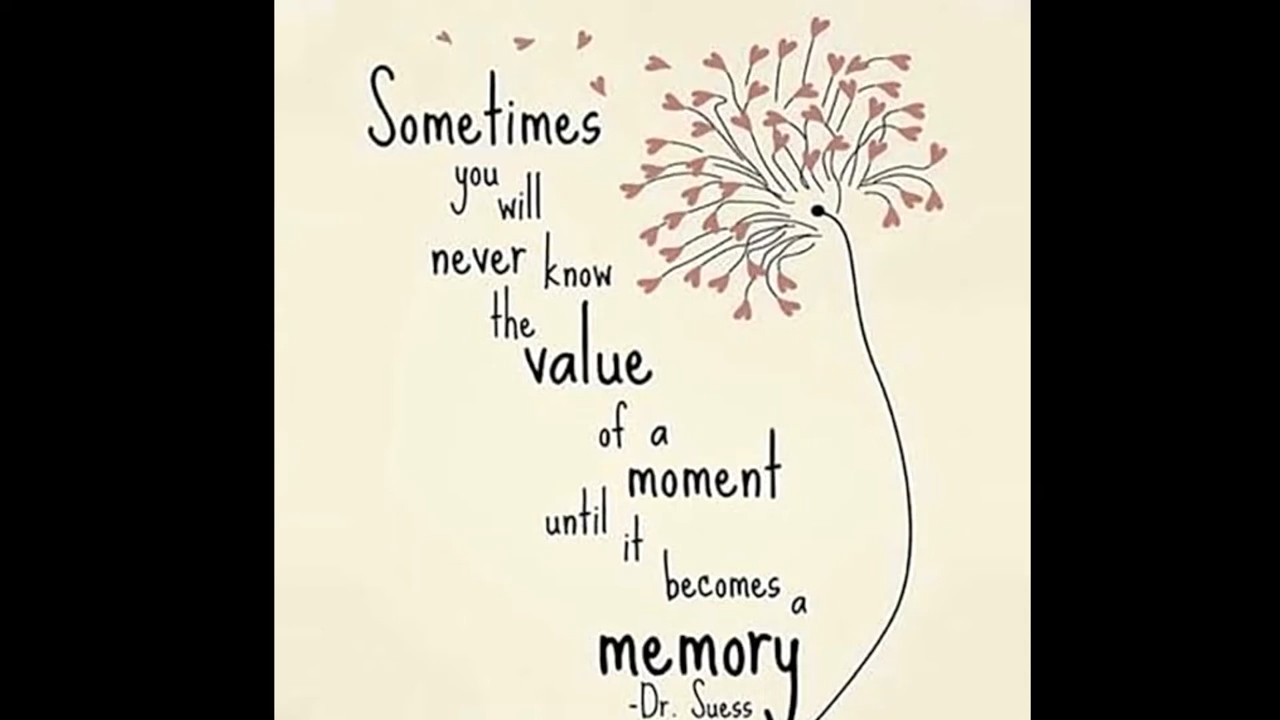 Sometimes
you will
never know
the
value
of a
moment
until it
becomes a
memory
-Dr. Suess